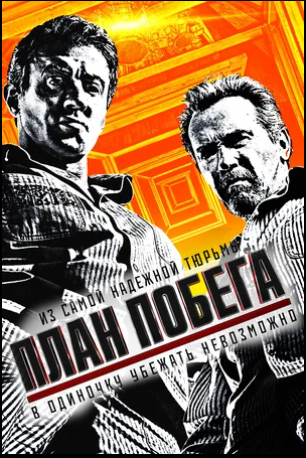 ИЗ САМОЙ НАДЕЖНОЙ ТЮРЬМЫ
ПЛАН ПОБЕГА
В ОДИНОЧКУ УБЕЖАТЬ НЕВОЗМОЖНО